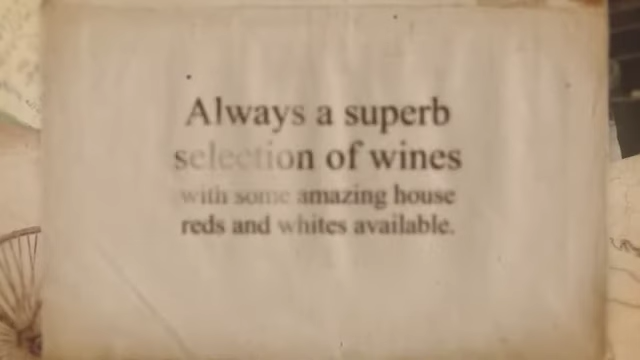 Always a superb
selection of wines
with some amazing house
reds and whites available.